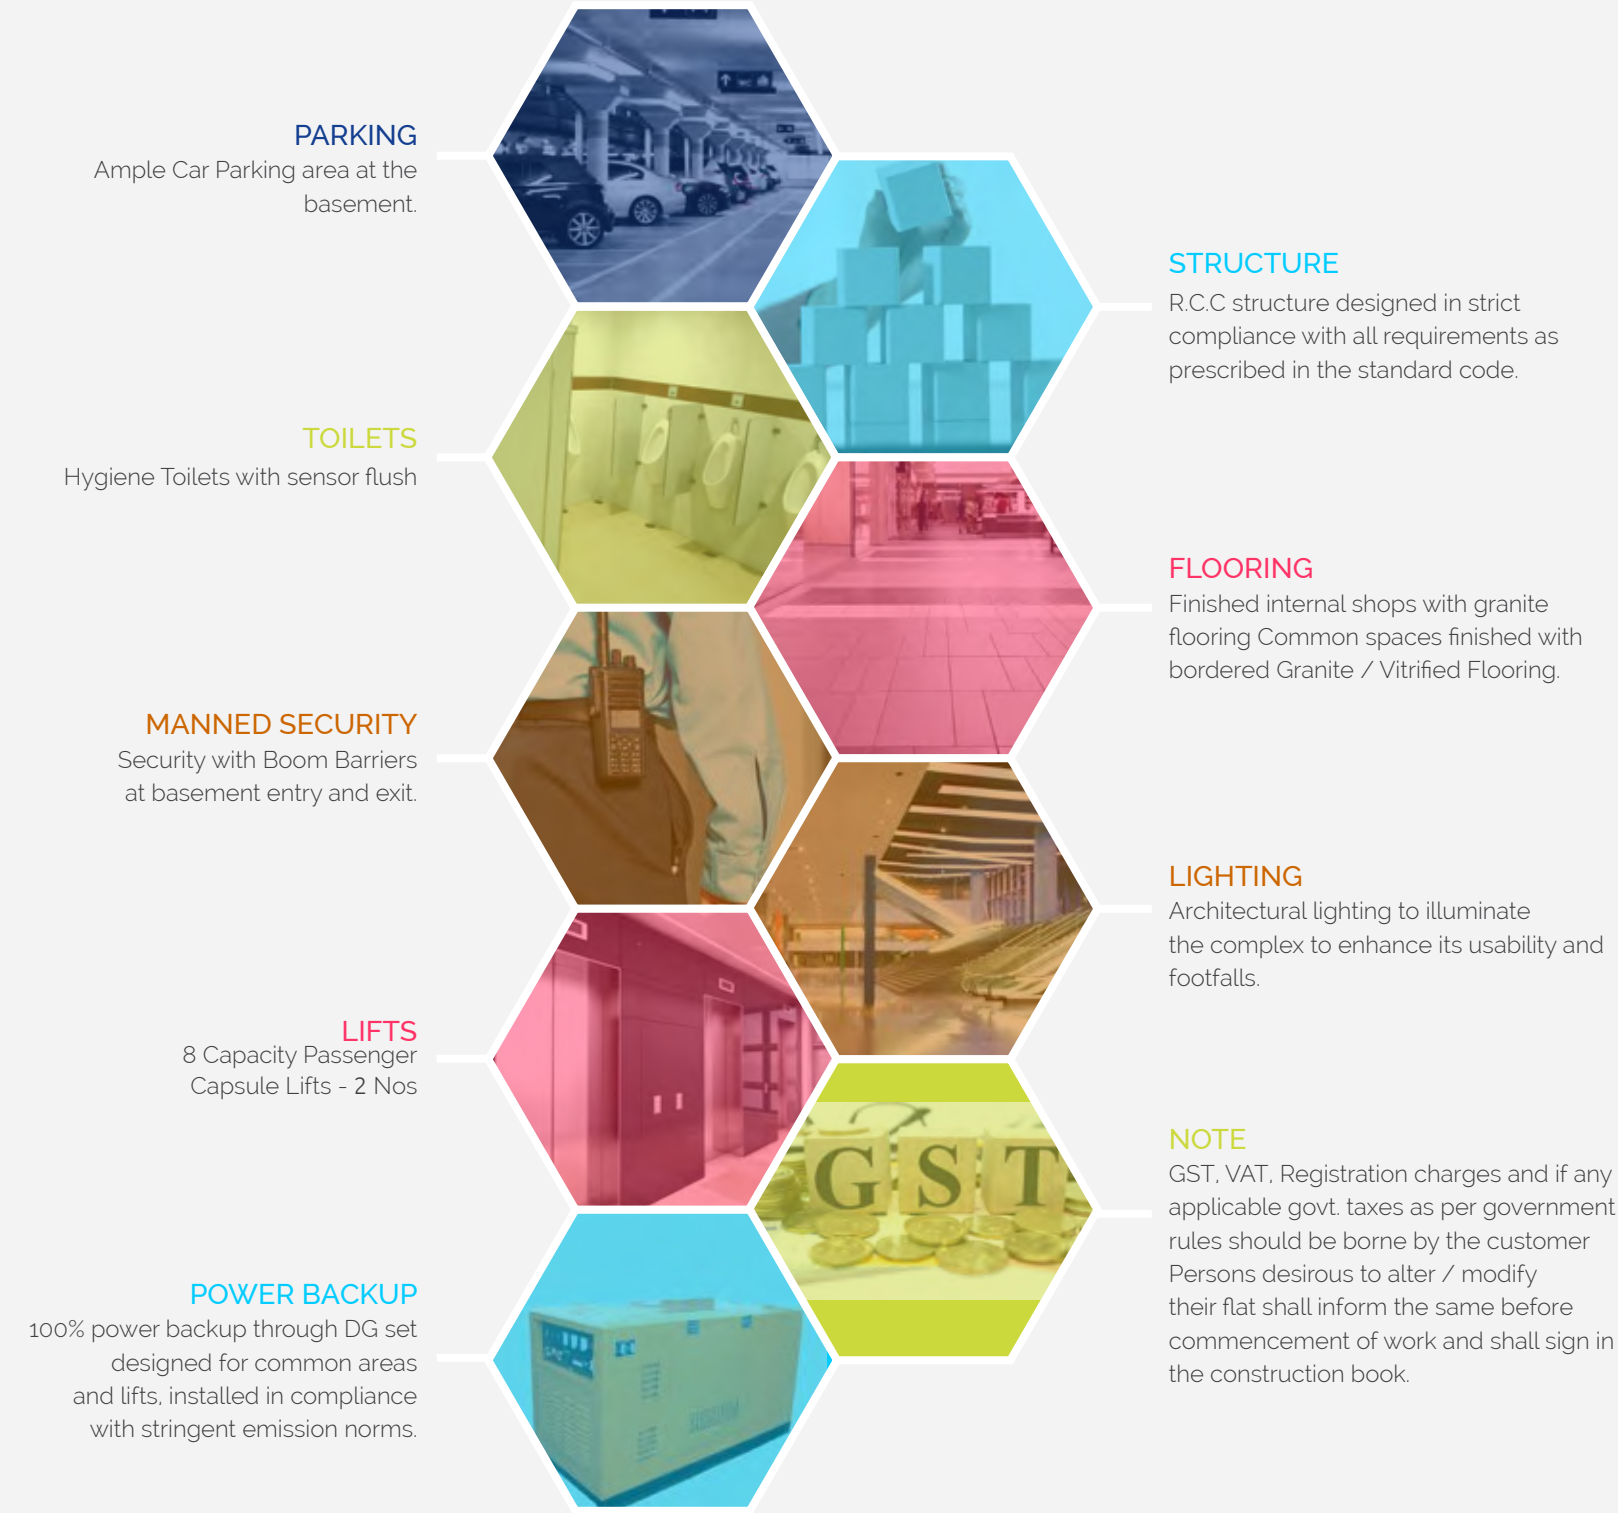 PARKING
Ample Car Parking area at the
basement.
STRUCTURE
R.C.C structure designed in strict
compliance with all requirements as
prescribed in the standard code.
TOILETS
Hygiene Toilets with sensor flush
FLOORING
Finished internal shops with granite
flooring Common spaces finished with
bordered Granite / Vitrified Flooring.
MANNED SECURITY
Security with Boom Barriers
at basement entry and exit.
LIGHTING
Architectural lighting to illuminate
the complex to enhance its usability and
footfalls.
LIFTS
8 Capacity Passenger
Capsule Lifts - 2 Nos
GST
NOTE
GST, VAT, Registration charges and if any
applicable govt. taxes as per government
rules should be borne by the customer
Persons desirous to alter / modify
their flat shall inform the same before
commencement of work and shall sign in
the construction book.
POWER BACKUP
100% power backup through DG set
designed for common areas
and lifts, installed in compliance
with stringent emission norms.